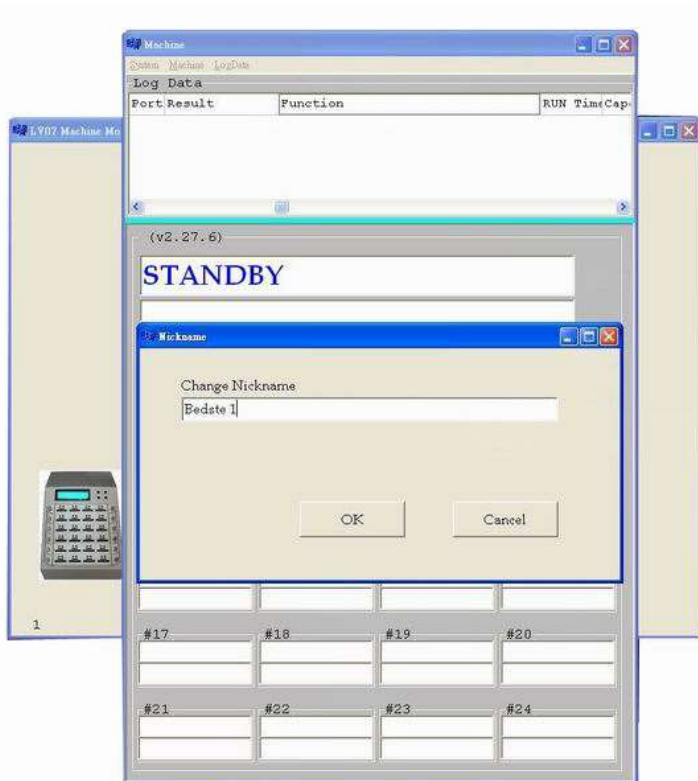 Machine
System Machine LogData
Log Data
Port Result Function RUN Time Cap
LV07 Machine Mo
(v2.27.6)
STANDBY
Nickname
Change Nickname
Bedste 1
OK Cancel
1
#17 #18 #19 #20
#21 #22 #23 #24